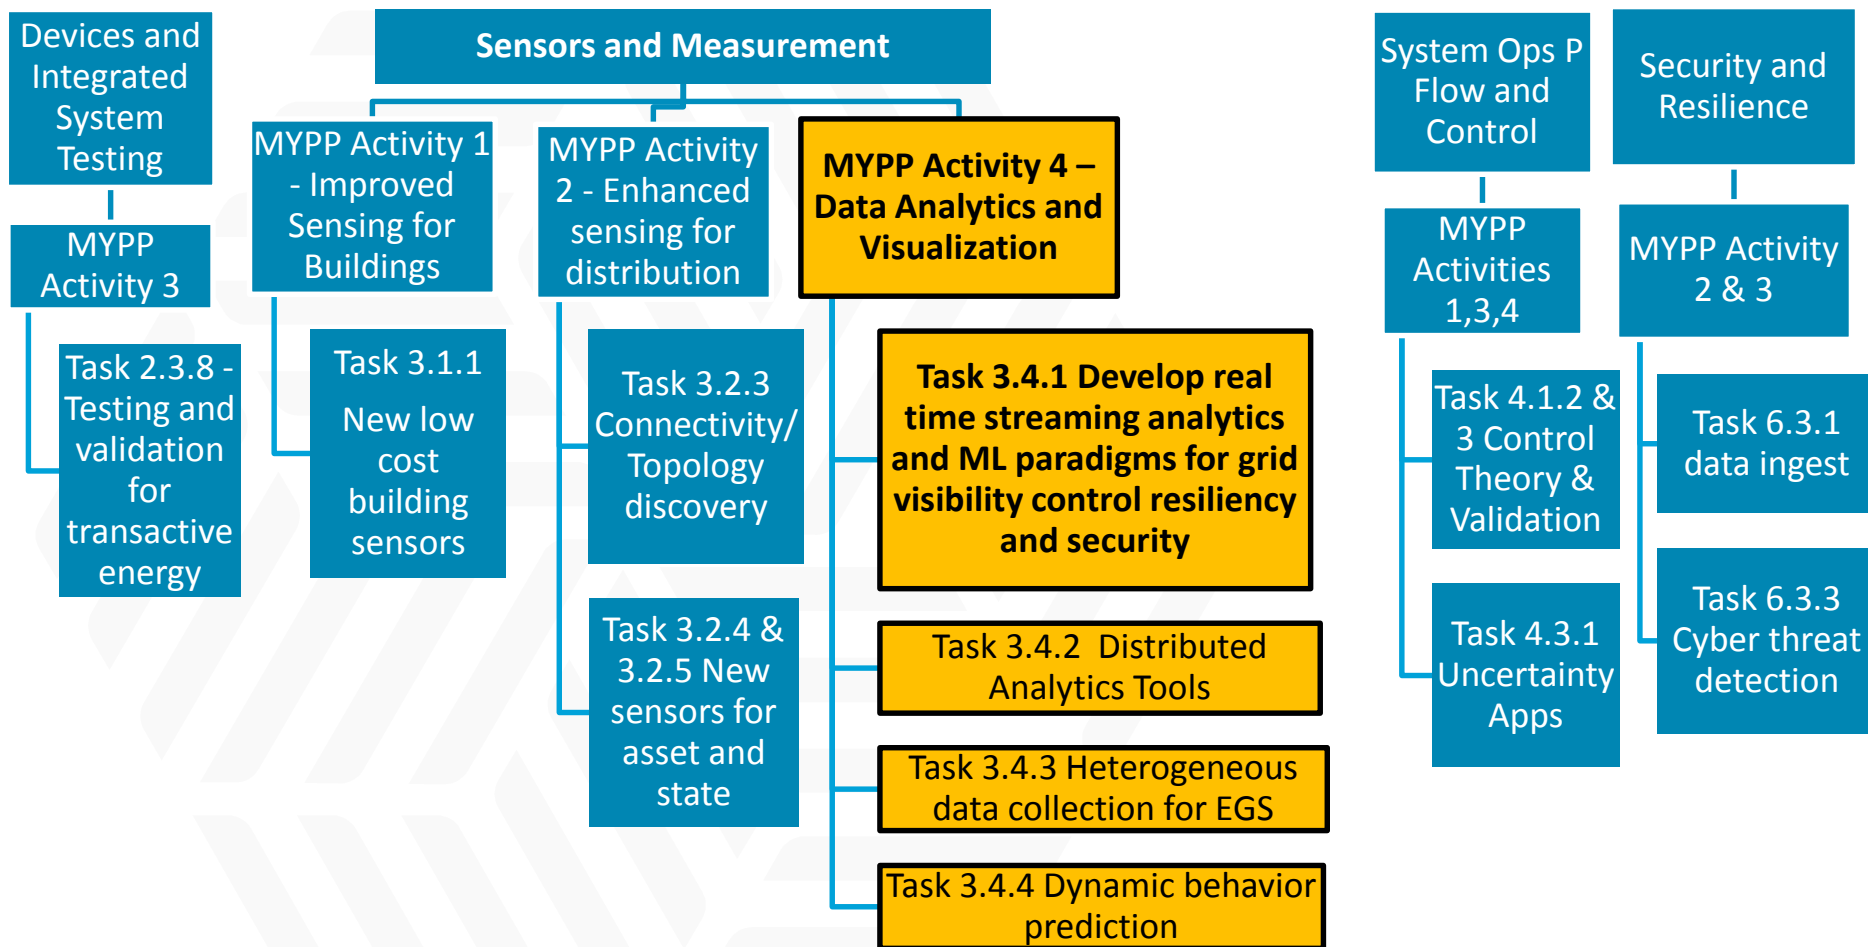 Devices and
Integrated
System
Testing
MYPP
Activity 3
Task 2.3.8 -
Testing and
validation
for
transactive
energy
Sensors and Measurement
MYPP Activity 1
- Improved
Sensing for
Buildings
Task 3.1.1
New low
cost
building
sensors
MYPP Activity
2 - Enhanced
sensing for
distribution
Task 3.2.3
Connectivity/
Topology
discovery
Task 3.2.4 &
3.2.5 New
sensors for
asset and
state
MYPP Activity 4 –
Data Analytics and
Visualization
Task 3.4.1 Develop real
time streaming analytics
and ML paradigms for grid
visibility control resiliency
and security
Task 3.4.2  Distributed
Analytics Tools
Task 3.4.3 Heterogeneous
data collection for EGS
Task 3.4.4 Dynamic behavior
prediction
System Ops P
Flow and
Control
MYPP
Activities
1,3,4
Task 4.1.2 &
3 Control
Theory &
Validation
Task 4.3.1
Uncertainty
Apps
Security and
Resilience
MYPP Activity
2 & 3
Task 6.3.1
data ingest
Task 6.3.3
Cyber threat
detection